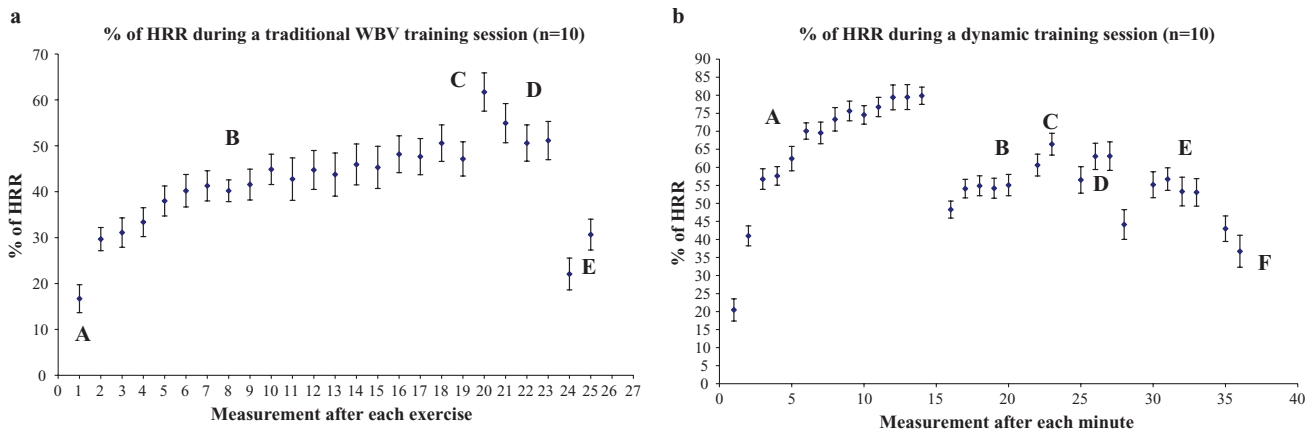 a
% of HRR during a traditional WBV training session (n=10)
70
60
50
40
30
20
10
0
% of HRR
A
B
C
D
E
0 1 2 3 4 5 6 7 8 9 10 11 12 13 14 15 16 17 18 19 20 21 22 23 24 25 26 27
Measurement after each exercise
b
% of HRR during a dynamic training session (n=10)
90
85
80
75
70
65
60
55
50
45
40
35
30
25
20
15
10
5
0
% of HRR
A
B
C
D
E
F
0 5 10 15 20 25 30 35 40
Measurement after each minute